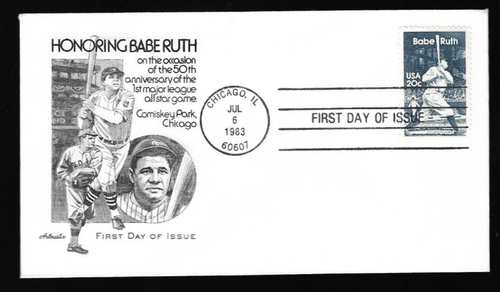 HONORING BABE RUTH
on the occasion
of the 50th
anniversary of the
1st major league
all star game.
Comiskey Park,
Chicago
Artmaster
FIRST DAY OF ISSUE
CHICAGO, IL
JUL
6
1983
60607
FIRST DAY OF ISSUE
Babe Ruth
USA
20c